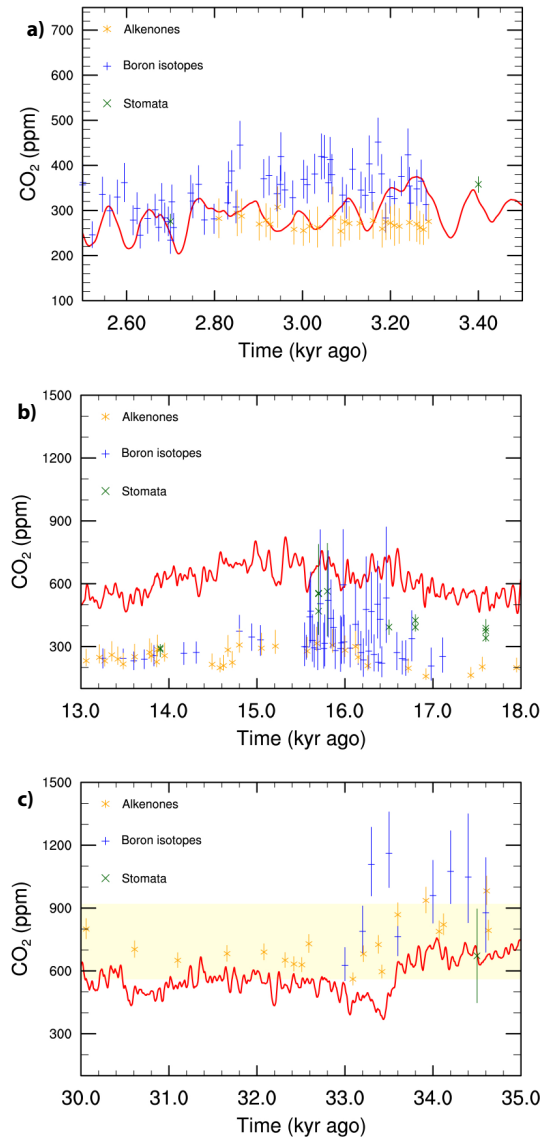 a)
700
600
500
400
300
200
100
CO2 (ppm)
Alkenones
Boron isotopes
Stomata
2.60 2.80 3.00 3.20 3.40
Time (kyr ago)
b)
1500
1200
900
600
300
CO2 (ppm)
Alkenones
Boron isotopes
Stomata
13.0 14.0 15.0 16.0 17.0 18.0
Time (kyr ago)
c)
1500
1200
900
600
300
CO2 (ppm)
Alkenones
Boron isotopes
Stomata
30.0 31.0 32.0 33.0 34.0 35.0
Time (kyr ago)